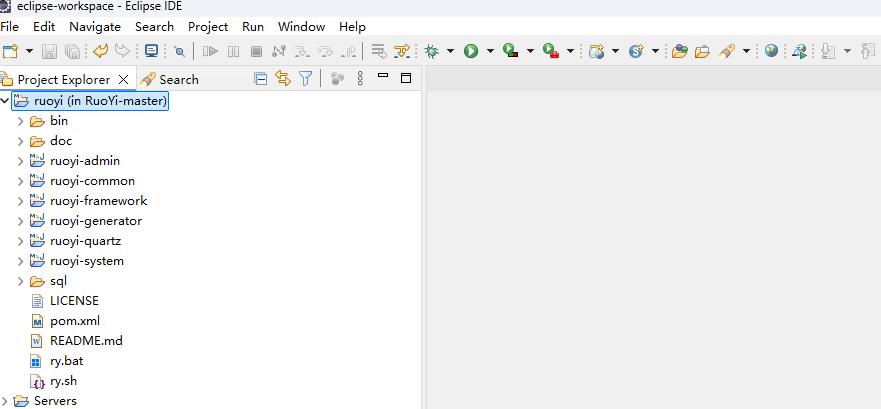 eclipse-workspace - Eclipse IDE
File Edit Navigate Search Project Run Window Help
Project Explorer Search
ruoyi (in RuoYi-master)
bin
doc
ruoyi-admin
ruoyi-common
ruoyi-framework
ruoyi-generator
ruoyi-quartz
ruoyi-system
sql
LICENSE
pom.xml
README.md
ry.bat
ry.sh
Servers